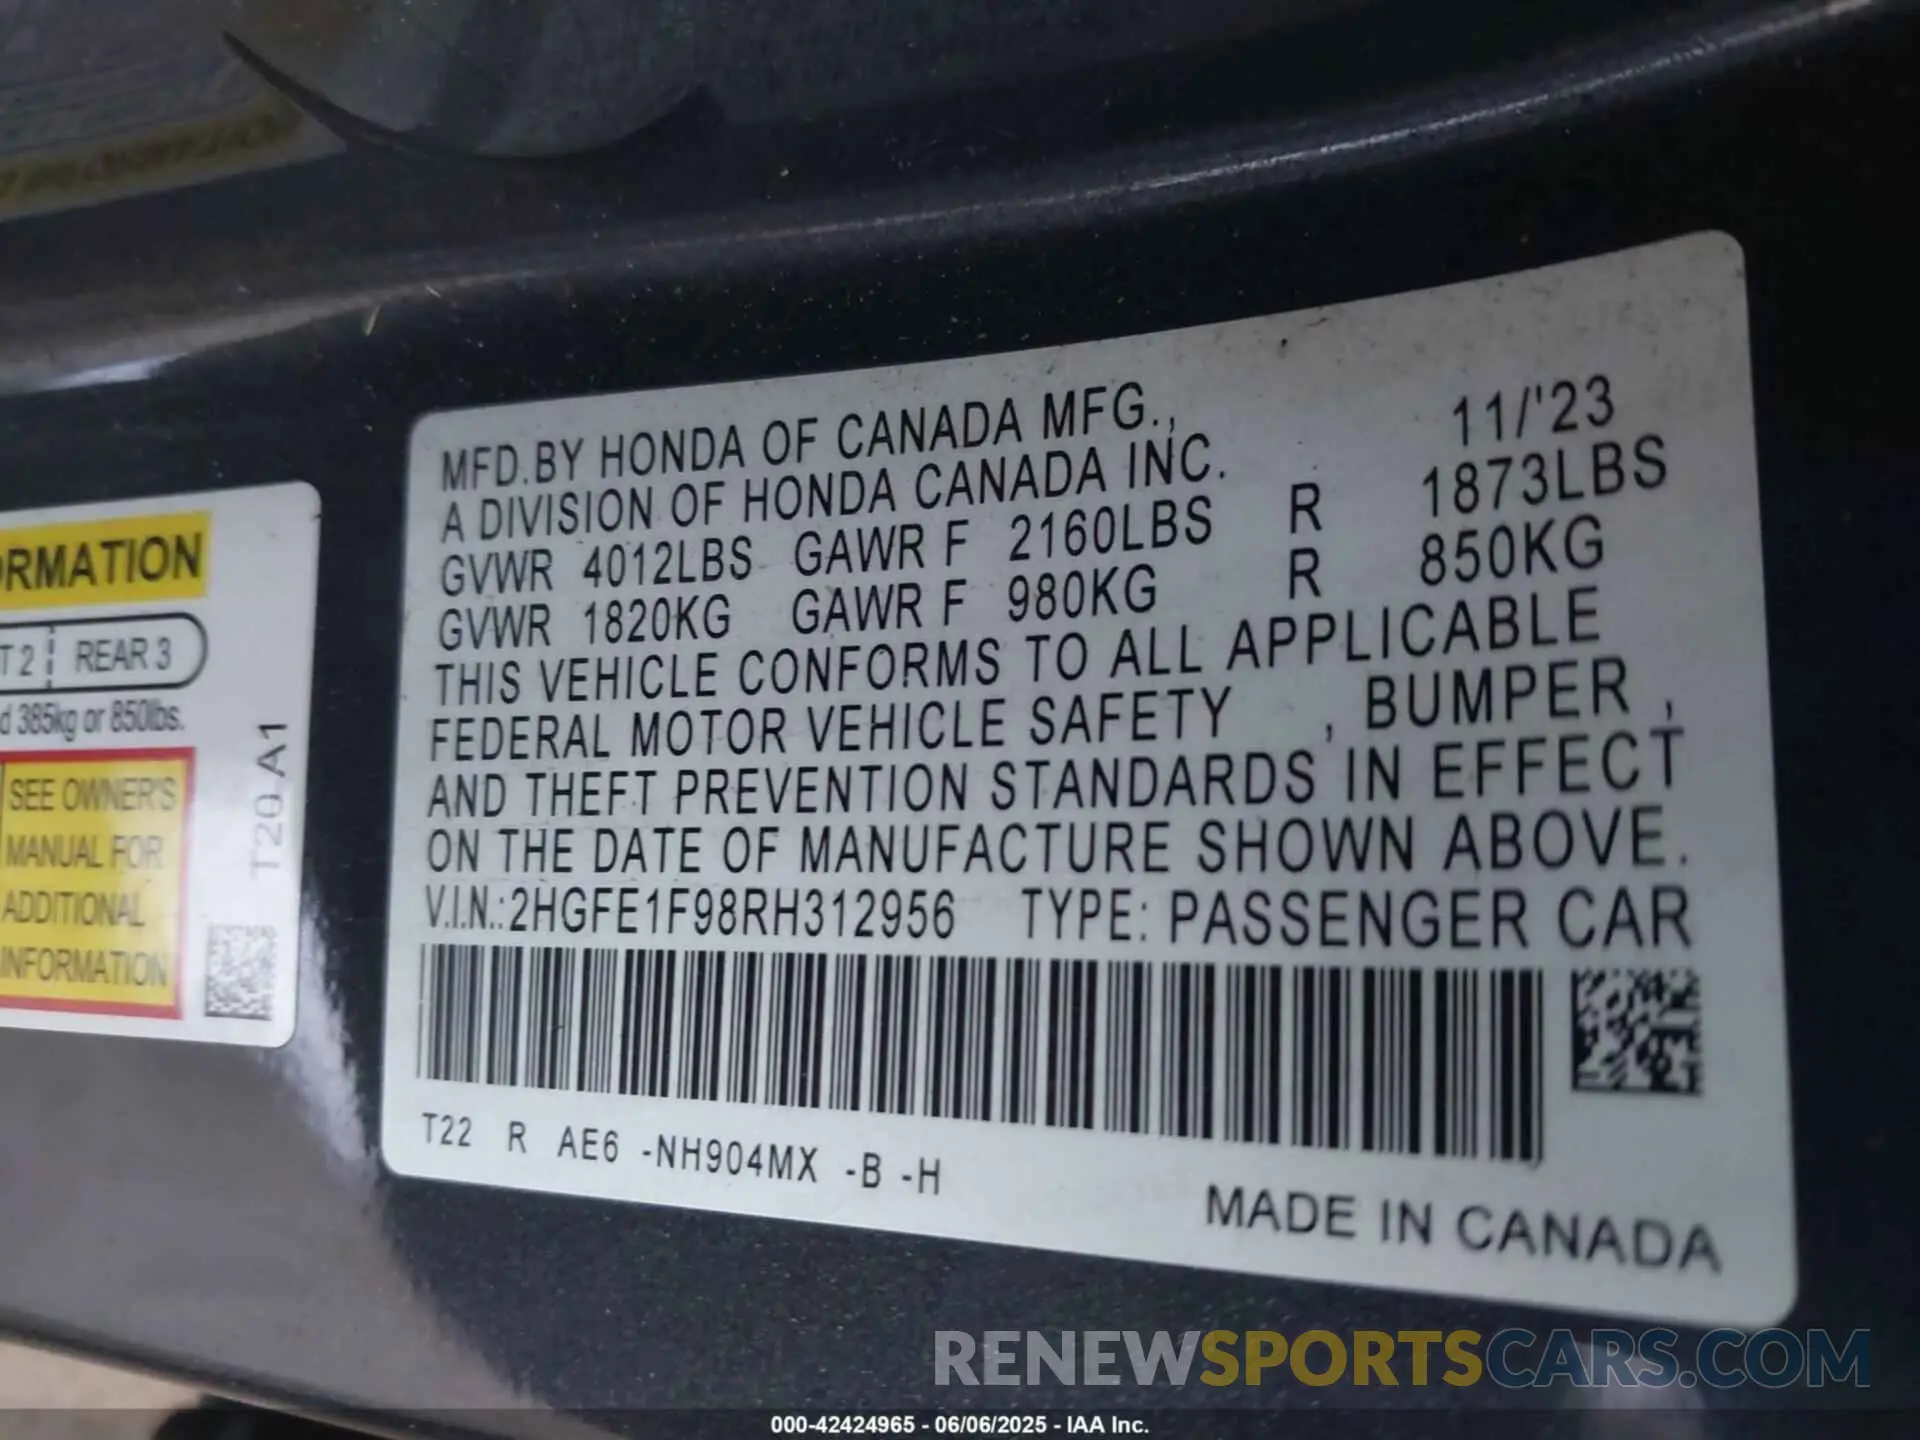 ORMATION
T 2 REAR 3
d 385kg or 850lbs.
SEE OWNER'S
MANUAL FOR
ADDITIONAL
INFORMATION
T20 A1
MFD.BY HONDA OF CANADA MFG., 11/'23
A DIVISION OF HONDA CANADA INC.
GVWR 4012LBS GAWR F 2160LBS R 1873LBS
GVWR 1820KG GAWR F 980KG R 850KG
THIS VEHICLE CONFORMS TO ALL APPLICABLE
FEDERAL MOTOR VEHICLE SAFETY , BUMPER ,
AND THEFT PREVENTION STANDARDS IN EFFECT
ON THE DATE OF MANUFACTURE SHOWN ABOVE.
V.I.N.:2HGFE1F98RH312956 TYPE: PASSENGER CAR
T22 R AE6 -NH904MX -B -H
MADE IN CANADA
RENEWSPORTSCARS.COM
000-42424965 - 06/06/2025 - IAA Inc.